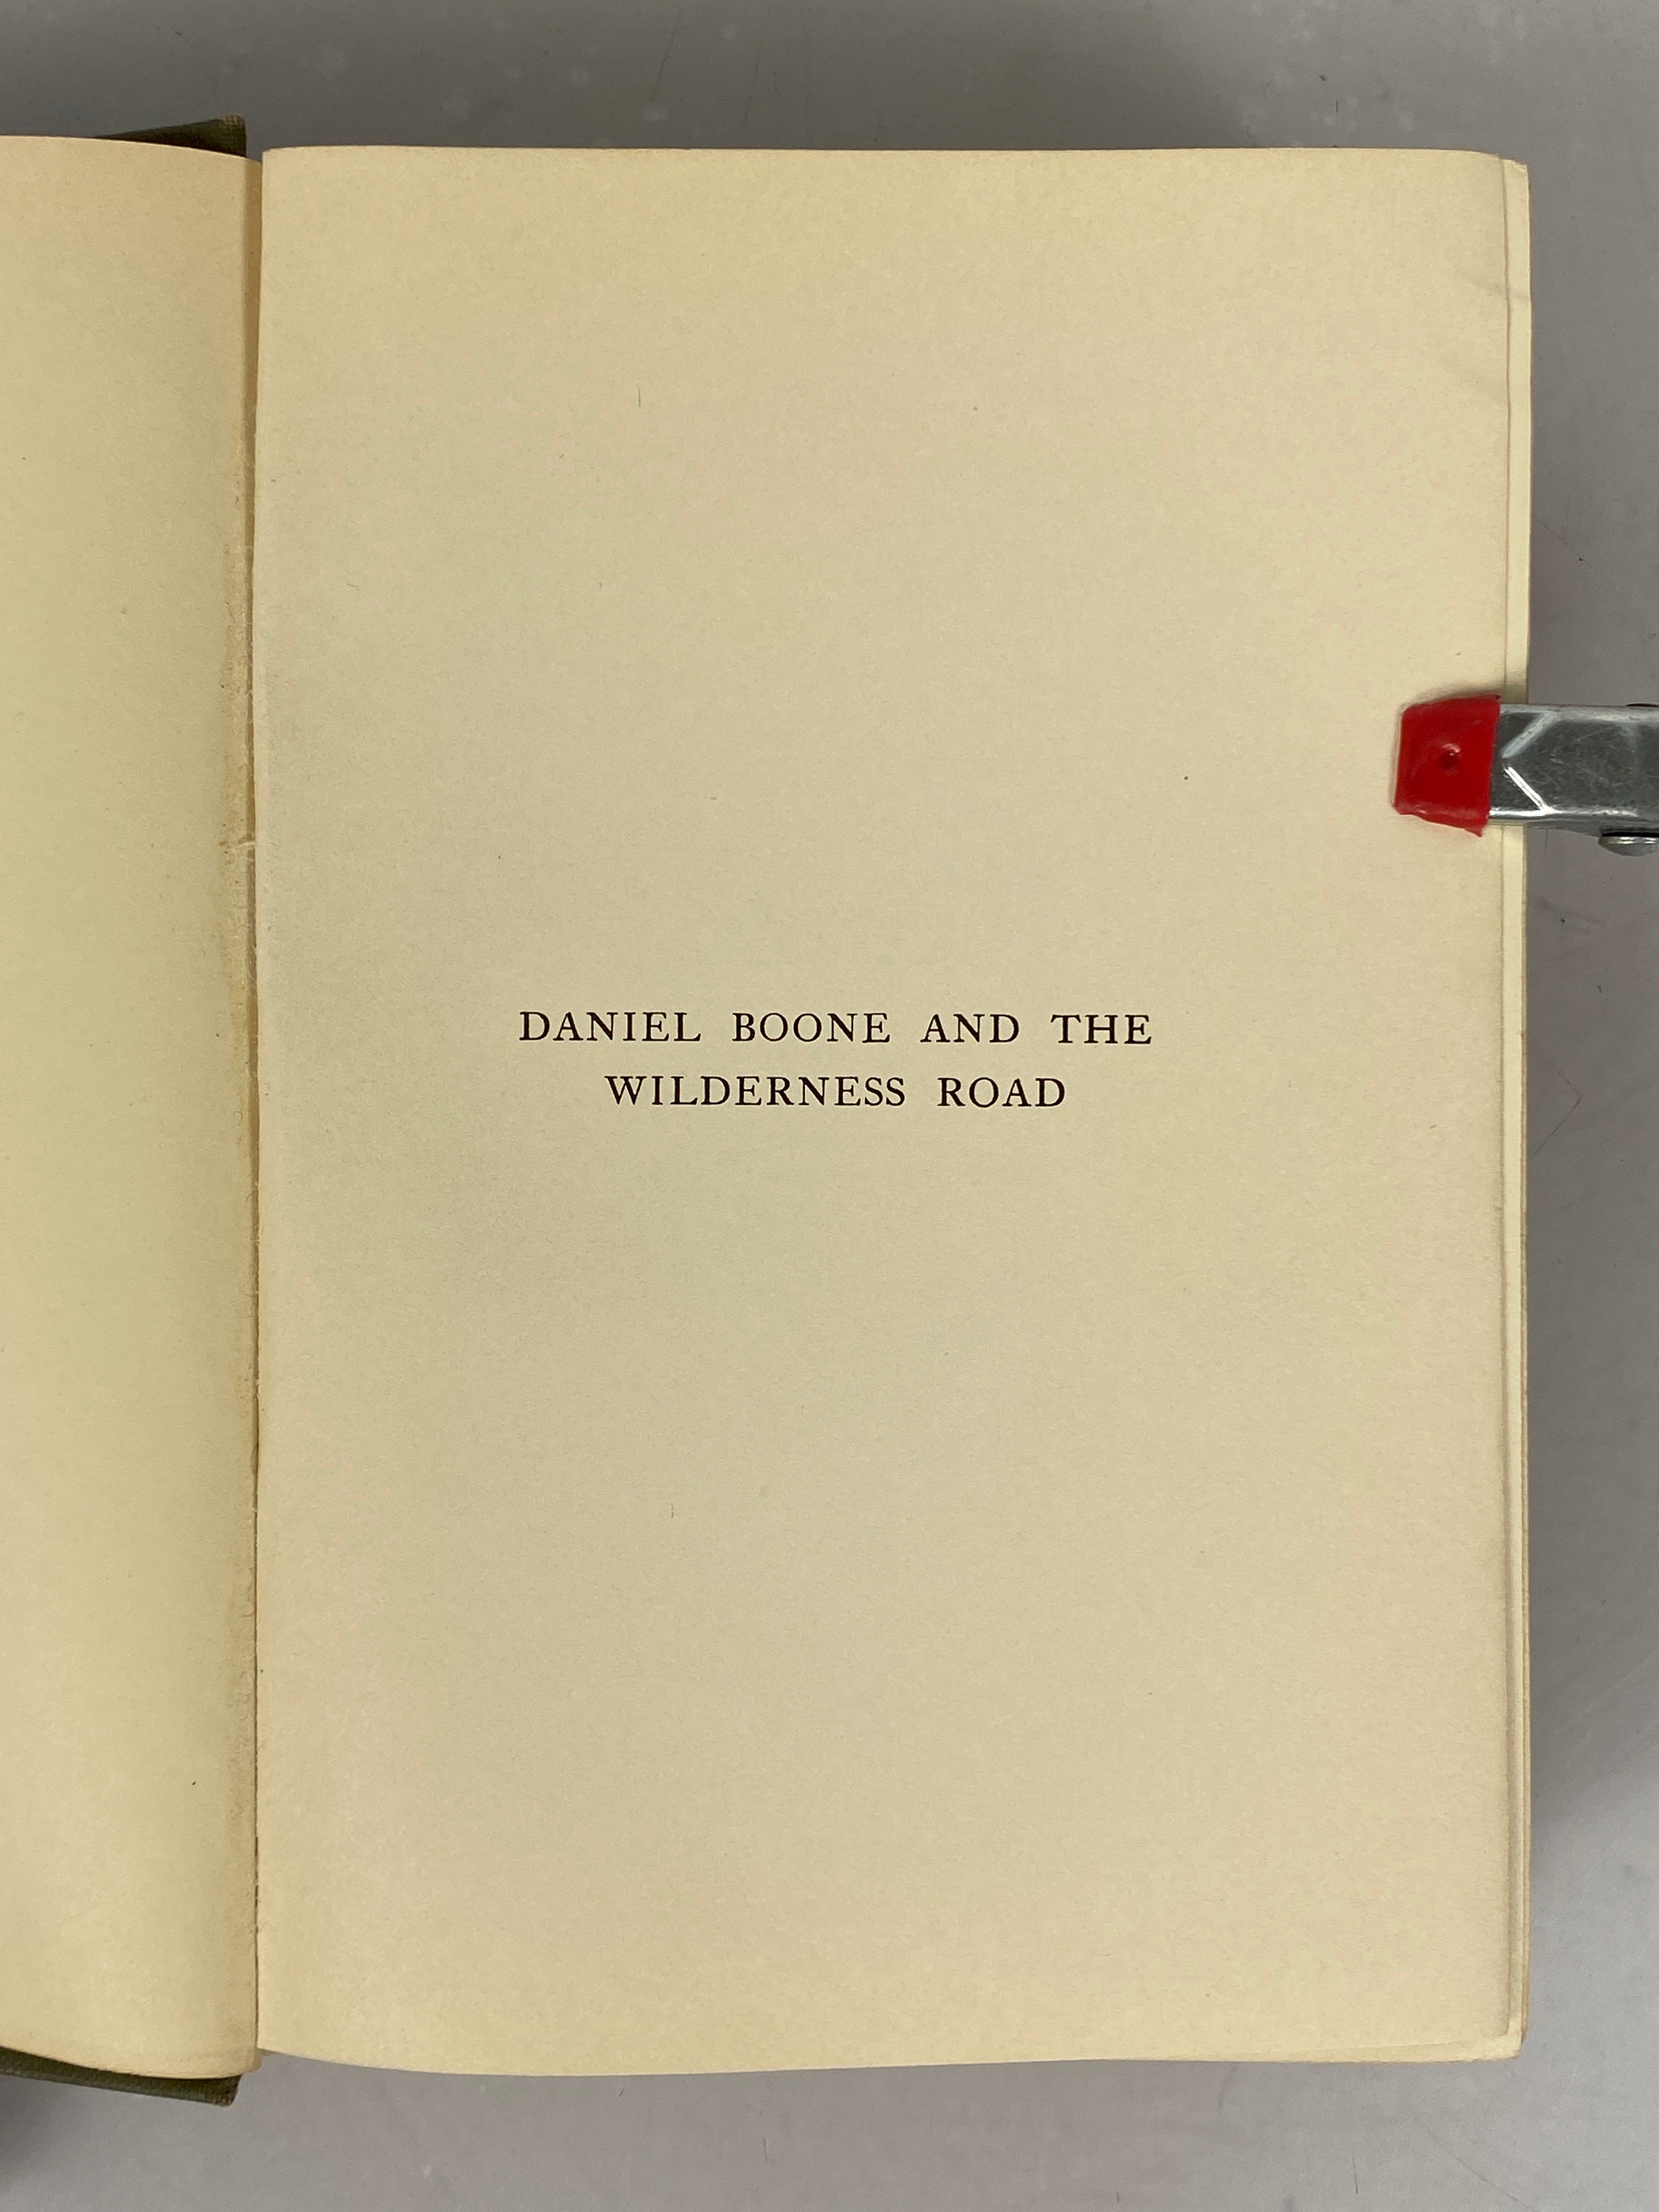 DANIEL BOONE AND THE
WILDERNESS ROAD